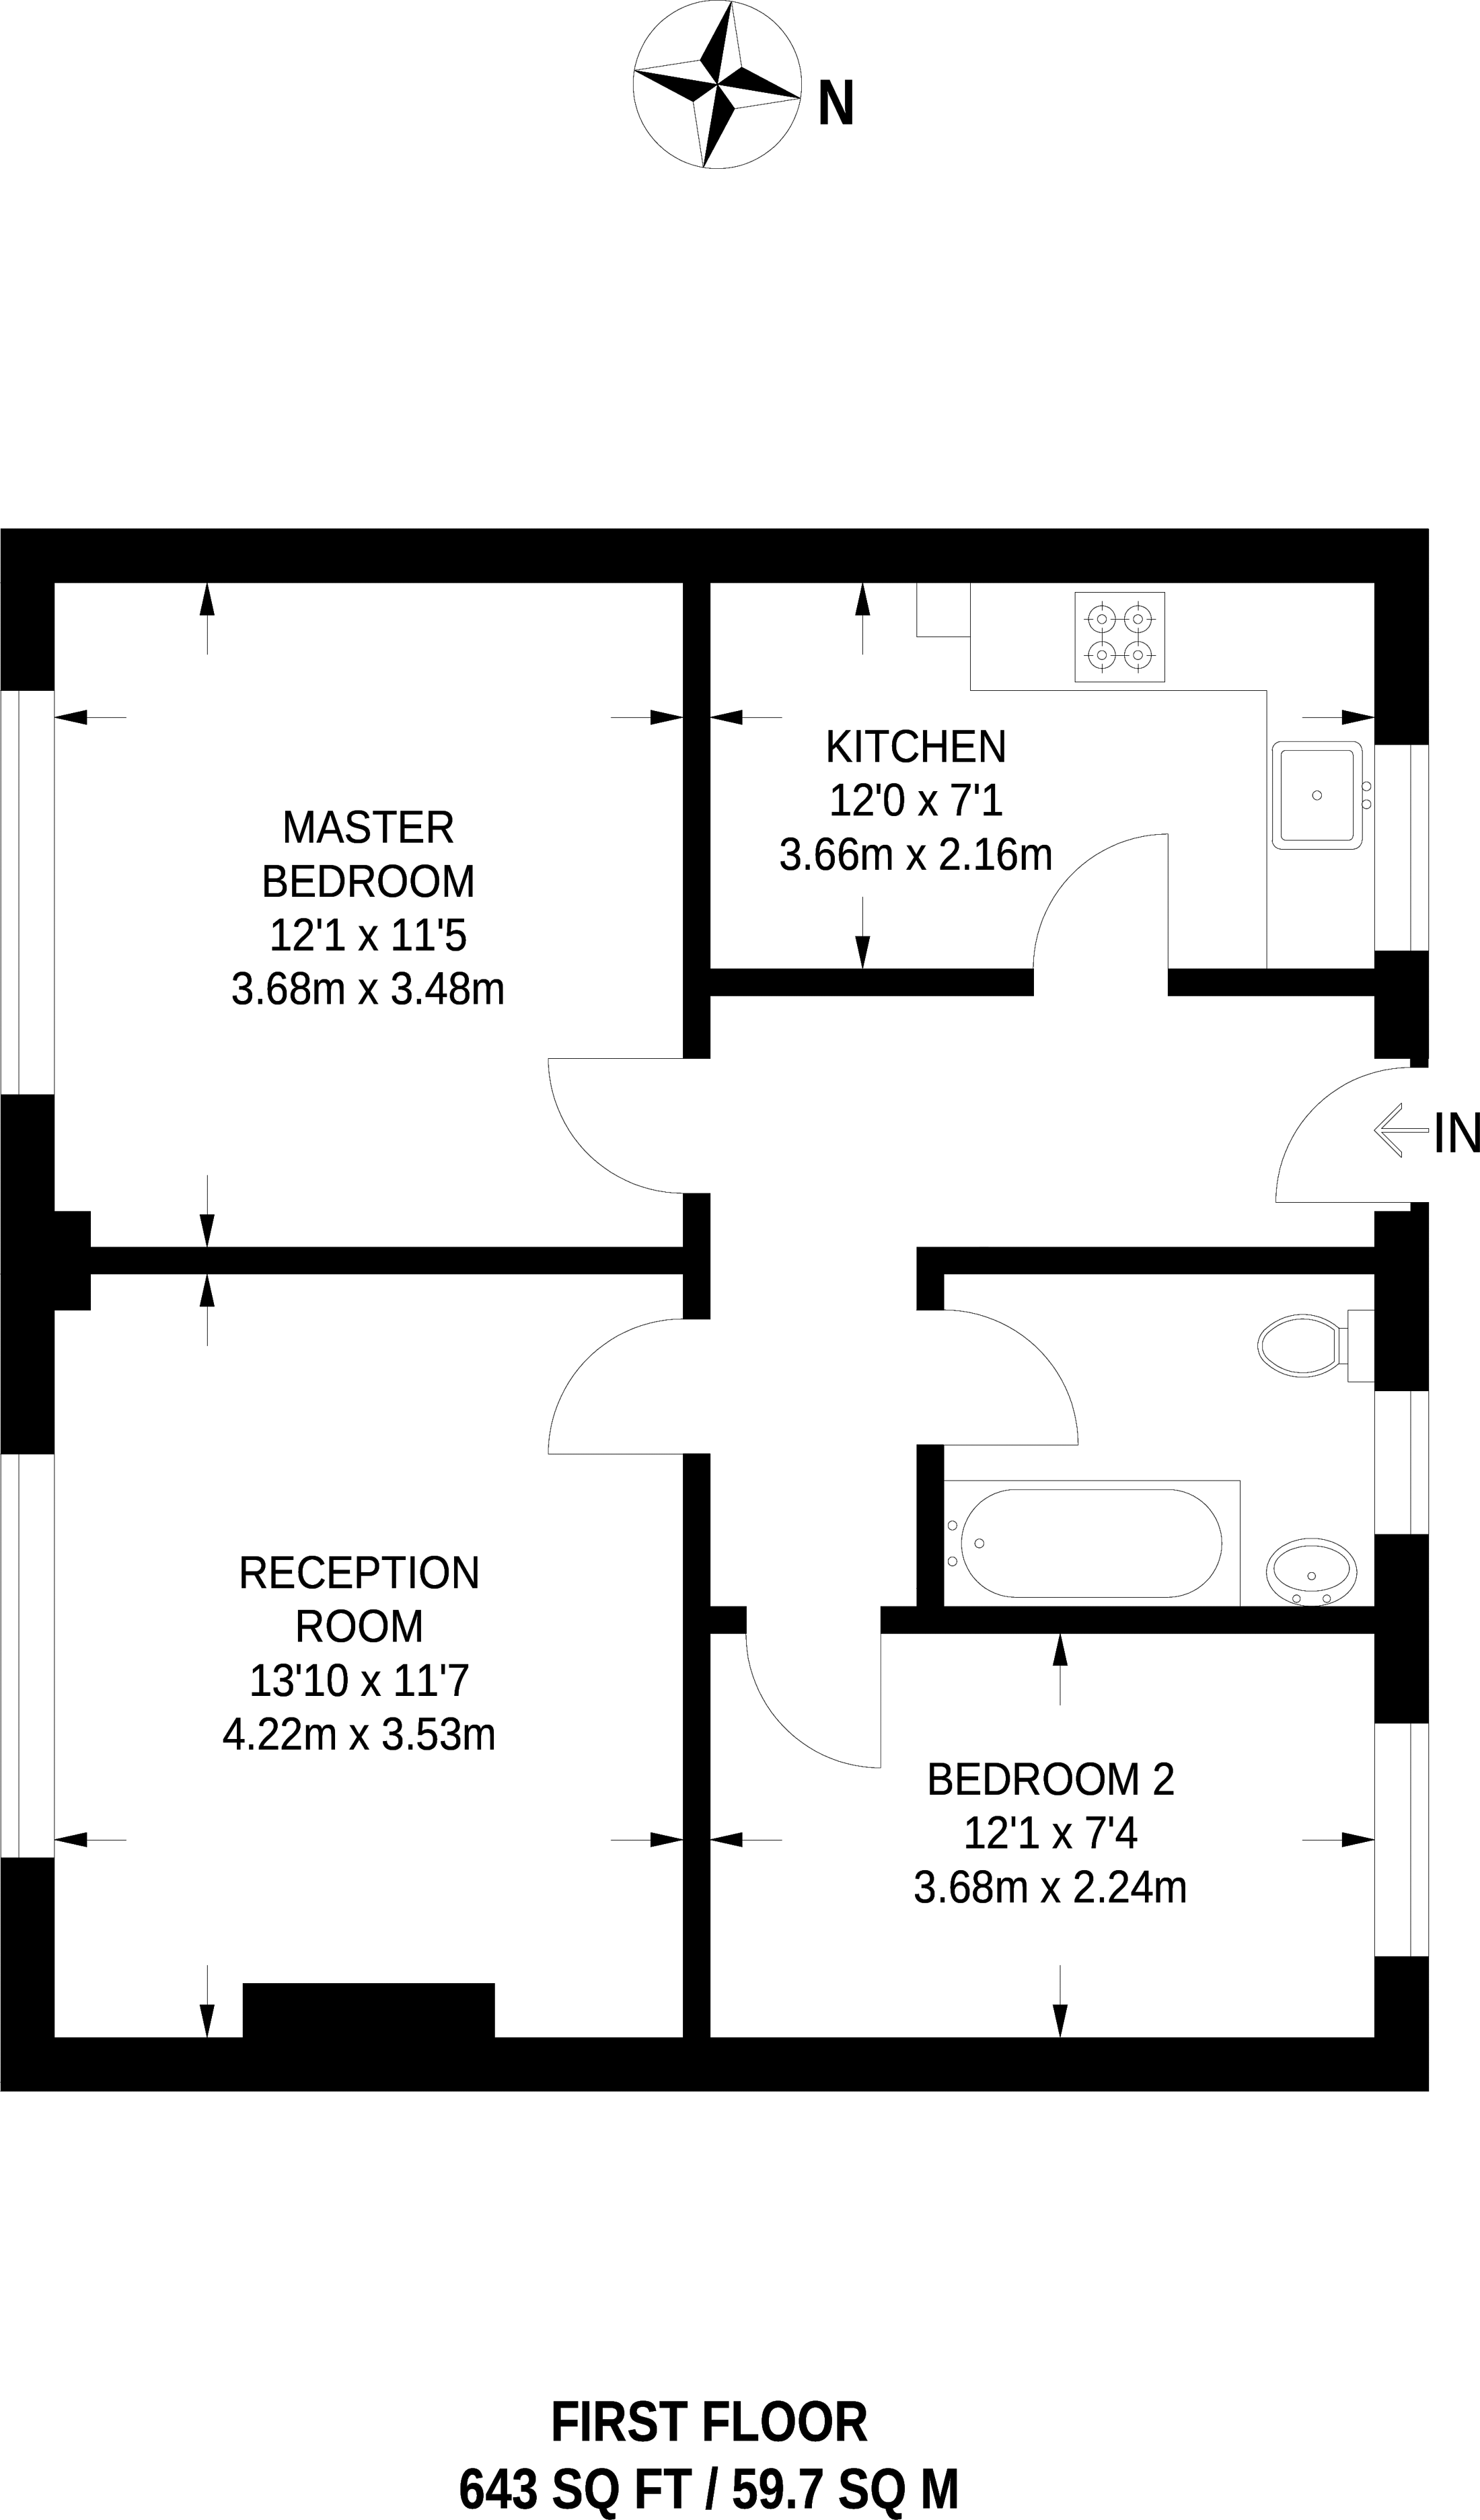 N
KITCHEN
12'0 x 7'1
3.66m x 2.16m
MASTER
BEDROOM
12'1 x 11'5
3.68m x 3.48m
IN
RECEPTION
ROOM
13'10 x 11'7
4.22m x 3.53m
BEDROOM 2
12'1 x 7'4
3.68m x 2.24m
FIRST FLOOR
643 SQ FT / 59.7 SQ M